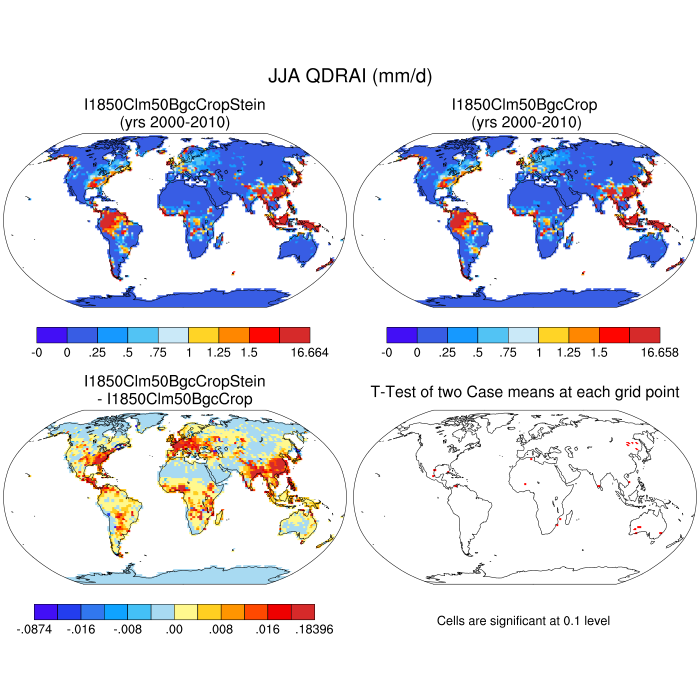 JJA QDRAI (mm/d)
I1850Clm50BgcCropStein
(yrs 2000-2010)
I1850Clm50BgcCrop
(yrs 2000-2010)
-0 0 .25 .5 .75 1 1.25 1.5 16.664
-0 0 .25 .5 .75 1 1.25 1.5 16.658
I1850Clm50BgcCropStein
- I1850Clm50BgcCrop
T-Test of two Case means at each grid point
-.0874 -.016 -.008 .00 .008 .016 .18396
Cells are significant at 0.1 level